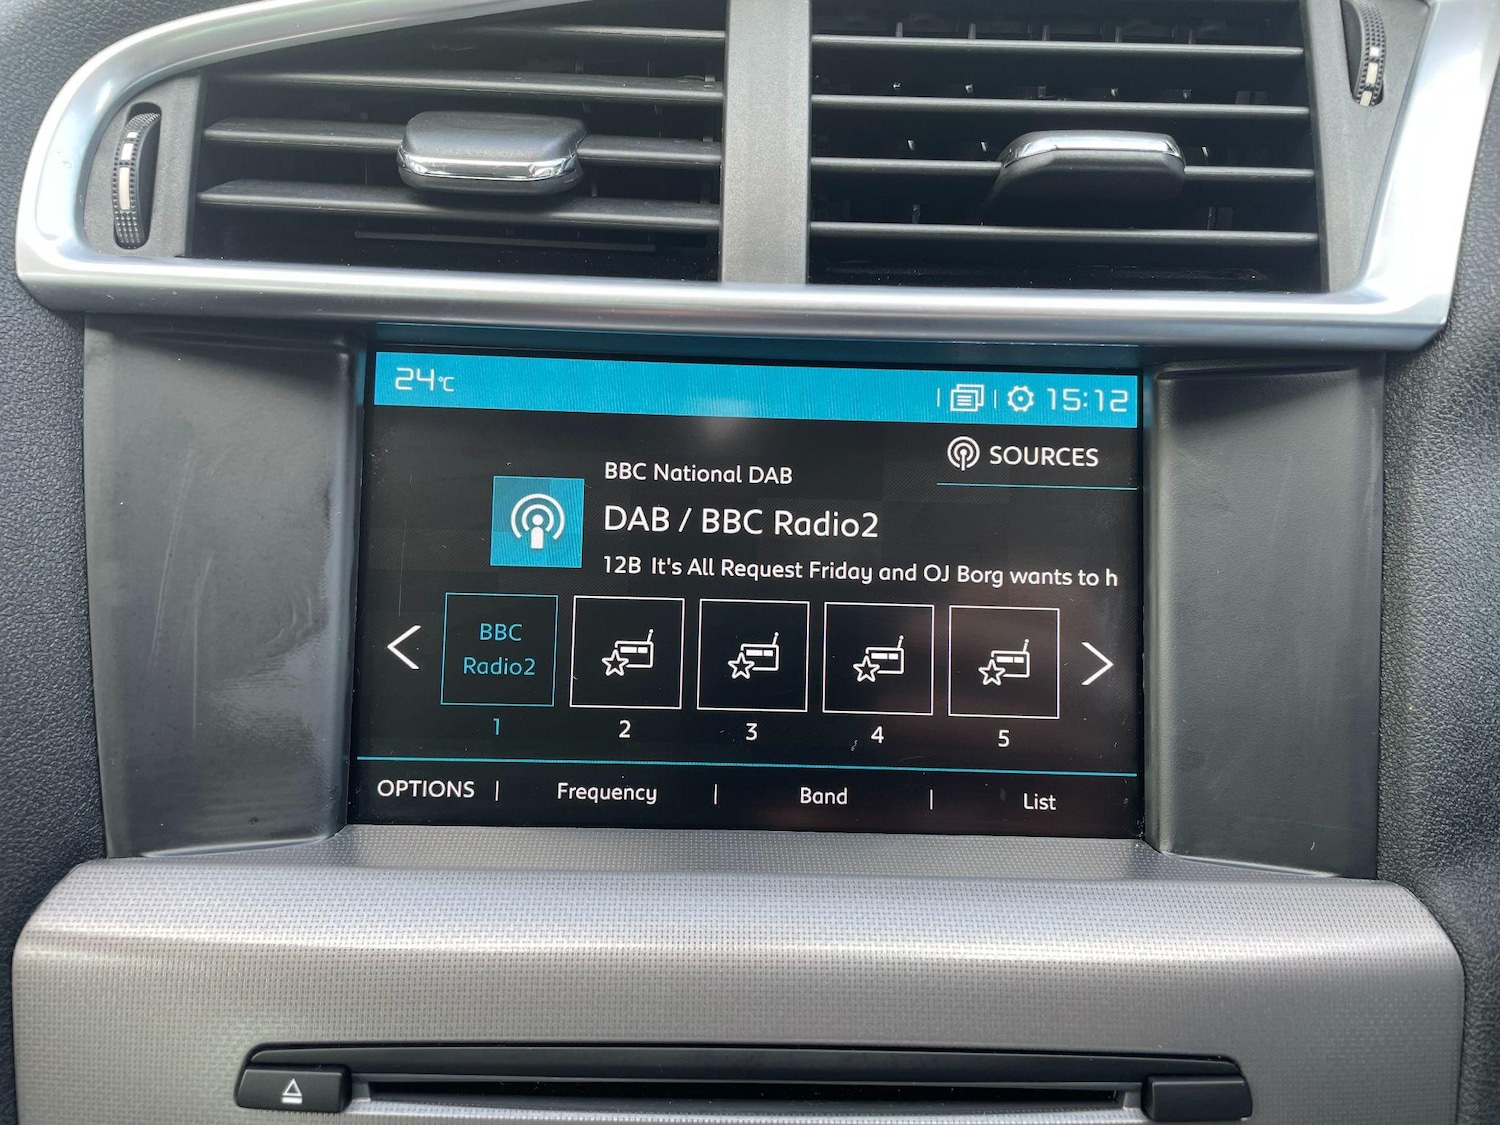 24°C
15:12
SOURCES
BBC National DAB
DAB / BBC Radio2
12B It's All Request Friday and OJ Borg wants to h
BBC
Radio2
1 2 3 4 5
OPTIONS | Frequency | Band | List